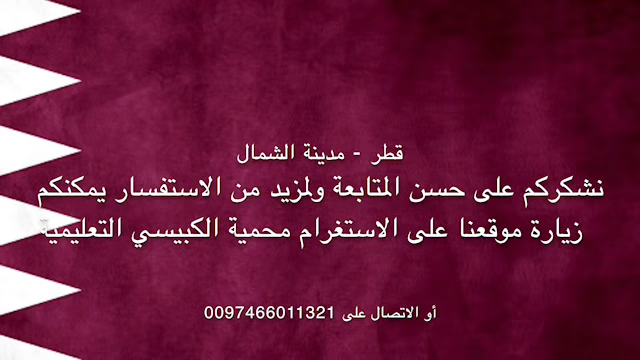 قطر - مدينة الشمال
نشكركم على حسن المتابعة ولمزيد من الاستفسار يمكنكم
زيارة موقعنا على الاستغرام محمية الكبيسي التعليمية
أو الاتصال على 0097466011321